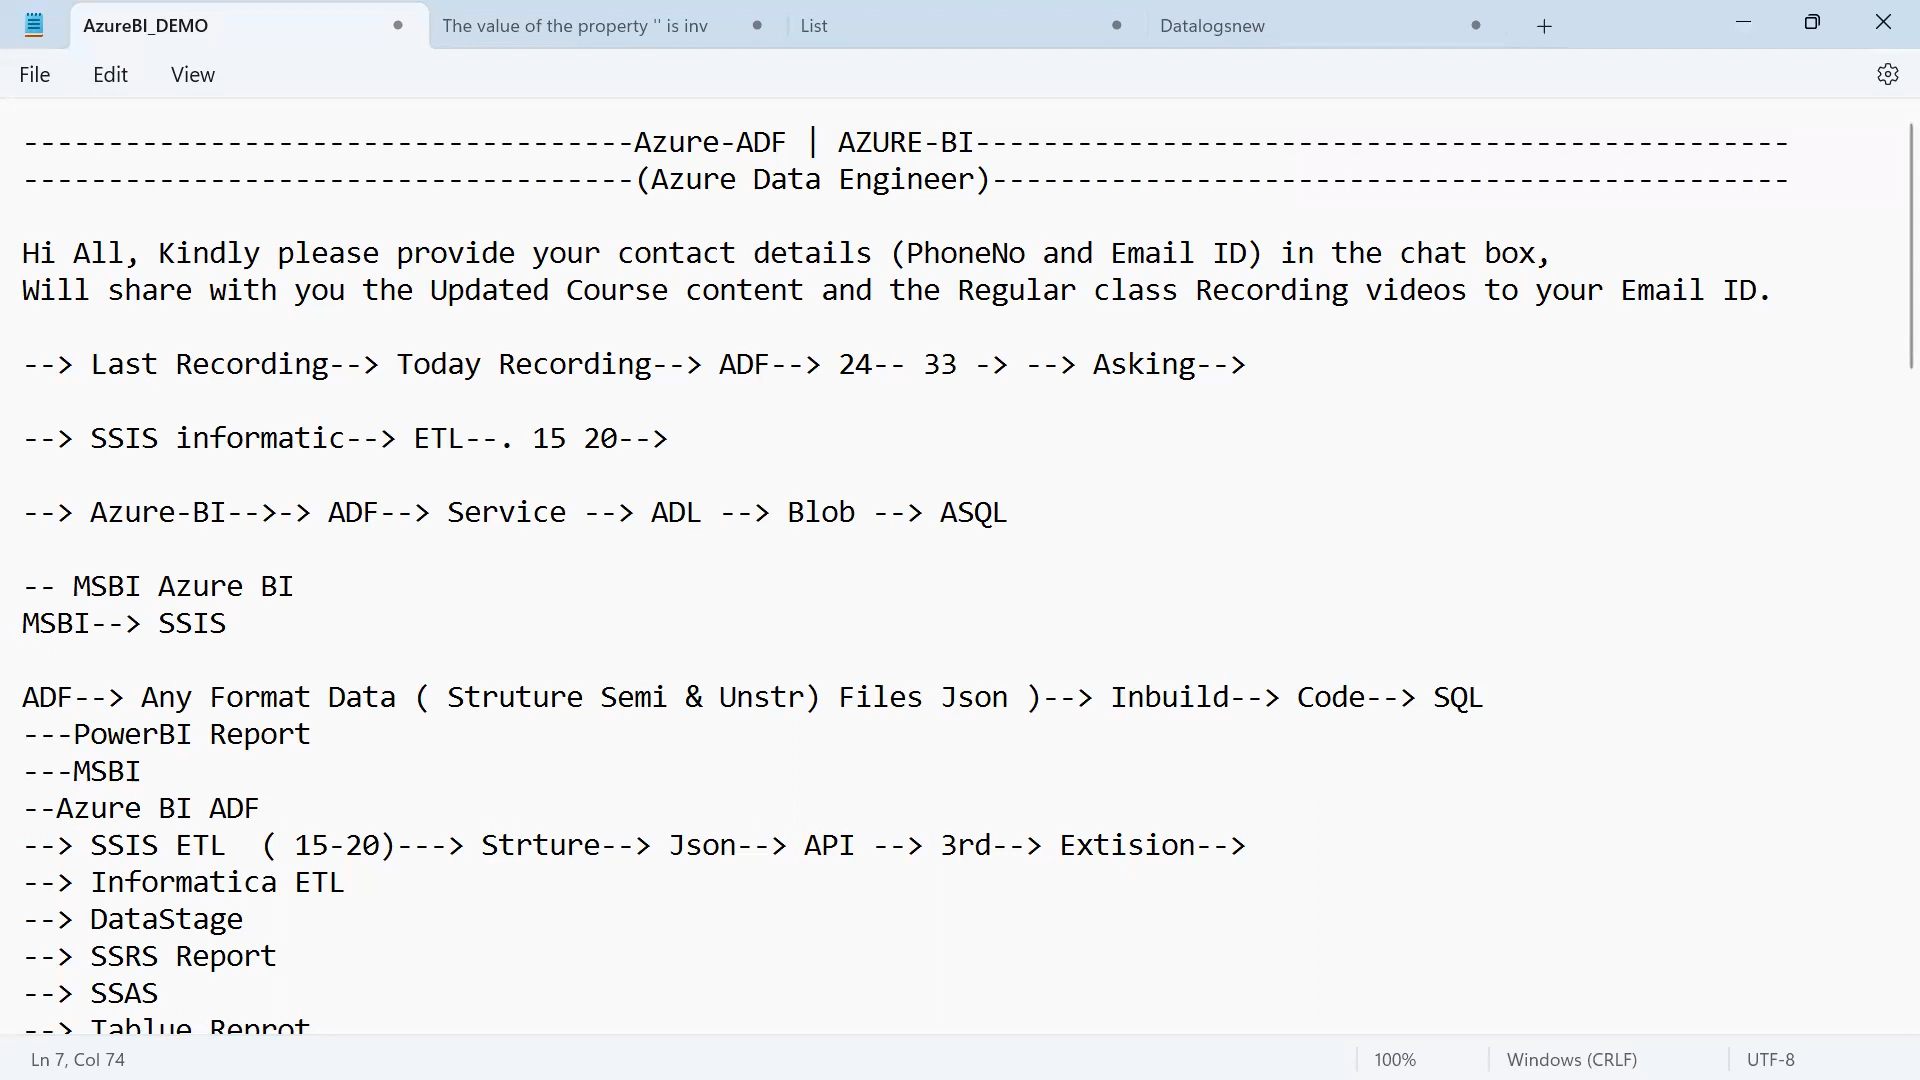 AzureBI_DEMO
The value of the property '' is inv
List
Datalogsnew
File Edit View
------------------------------------Azure-ADF | AZURE-BI------------------------------------------------
------------------------------------(Azure Data Engineer)-----------------------------------------------
Hi All, Kindly please provide your contact details (PhoneNo and Email ID) in the chat box,
Will share with you the Updated Course content and the Regular class Recording videos to your Email ID.
--> Last Recording--> Today Recording--> ADF--> 24-- 33 -> --> Asking-->
--> SSIS informatic--> ETL--. 15 20-->
--> Azure-BI-->-> ADF--> Service --> ADL --> Blob --> ASQL
-- MSBI Azure BI
MSBI--> SSIS
ADF--> Any Format Data ( Struture Semi & Unstr) Files Json )--> Inbuild--> Code--> SQL
---PowerBI Report
---MSBI
--Azure BI ADF
--> SSIS ETL  ( 15-20)---> Strture--> Json--> API --> 3rd--> Extision-->
--> Informatica ETL
--> DataStage
--> SSRS Report
--> SSAS
--> Tablue Reprot
Ln 7, Col 74
100%
Windows (CRLF)
UTF-8